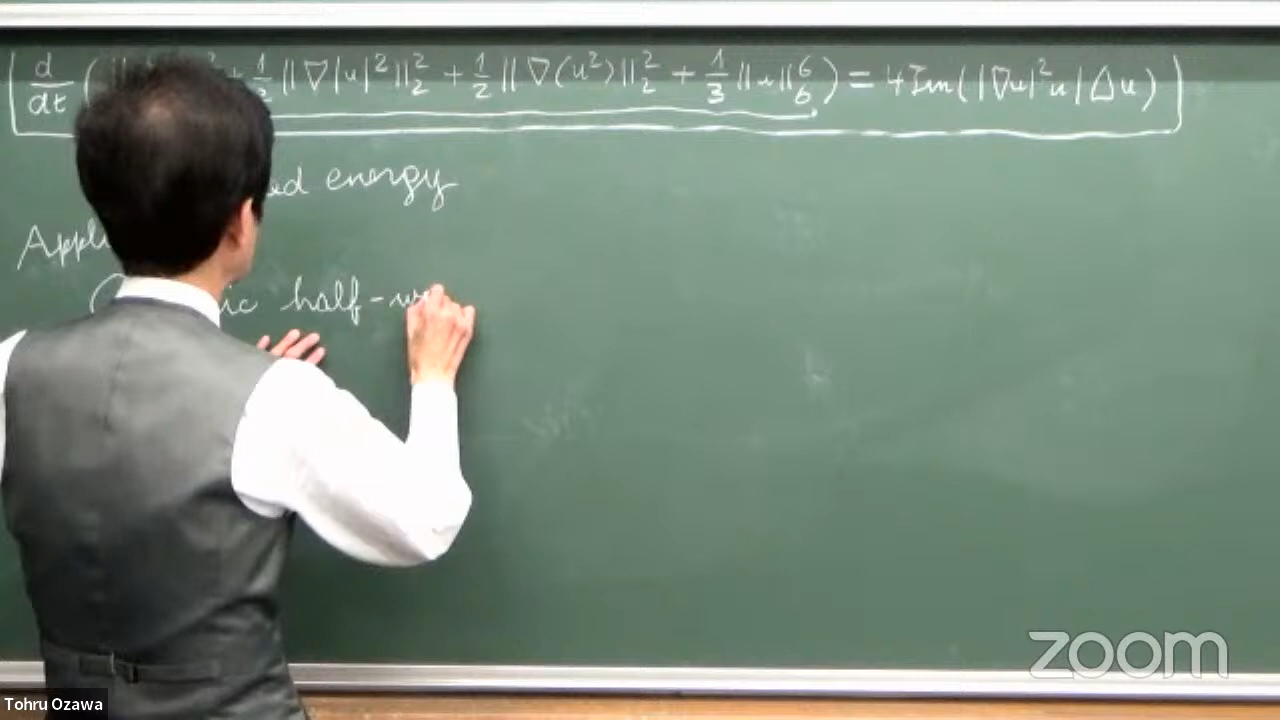 d/dt ( + 1/2 ||∇|u|²||₂² + 1/2 ||∇(u²)||₂² + 1/3 ||u||₆⁶ ) = 4 Im(|∇u|²u|Δu)
energy
half-
zoom
Tohru Ozawa